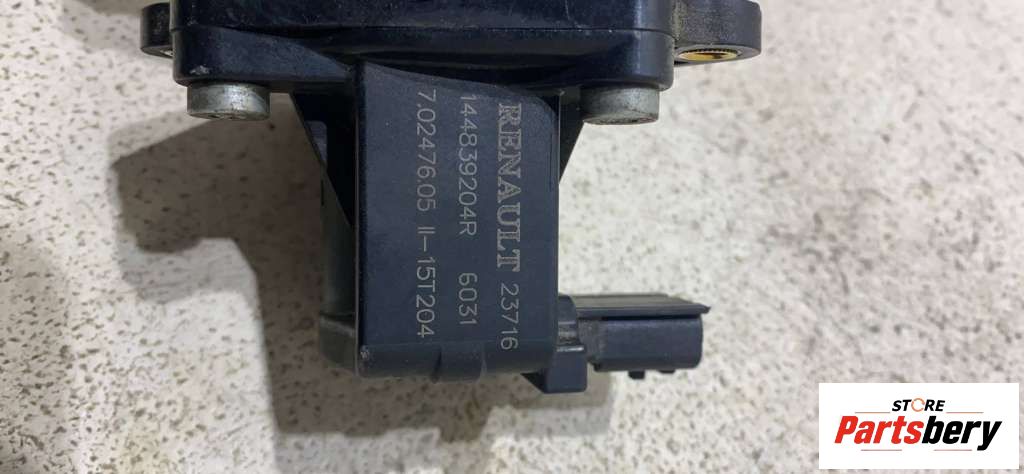 RENAULT 23716
144839204R 6031
7.02476.05 II-15T204
STORE
Partsbery